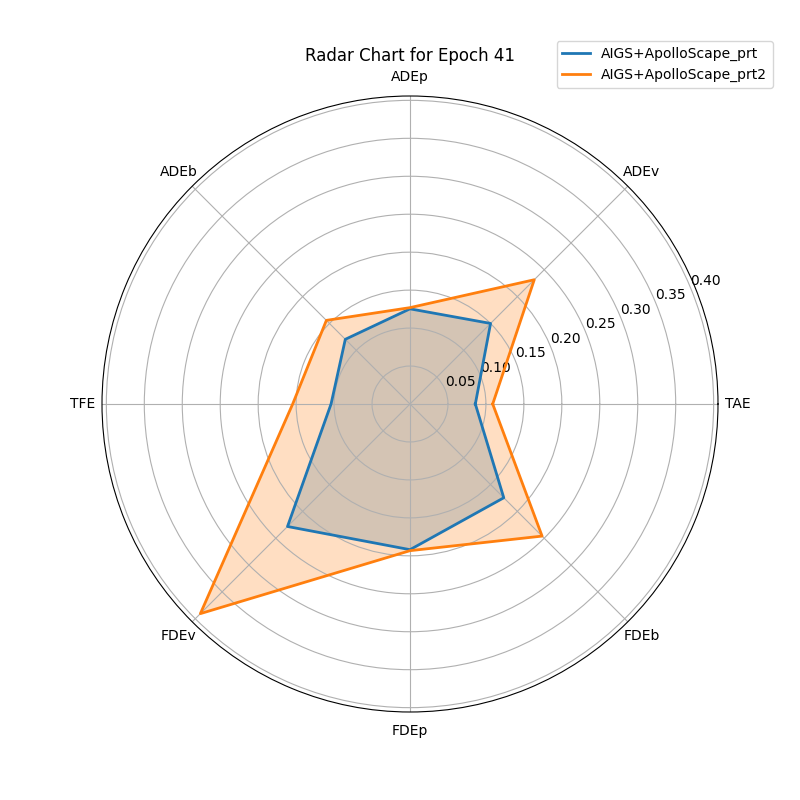 Radar Chart for Epoch 41
AIGS+ApolloScape_prt
AIGS+ApolloScape_prt2
ADEp
ADEb
ADEv
0.40
0.35
0.30
0.25
0.20
0.15
0.10
0.05
TFE
TAE
FDEv
FDEb
FDEp